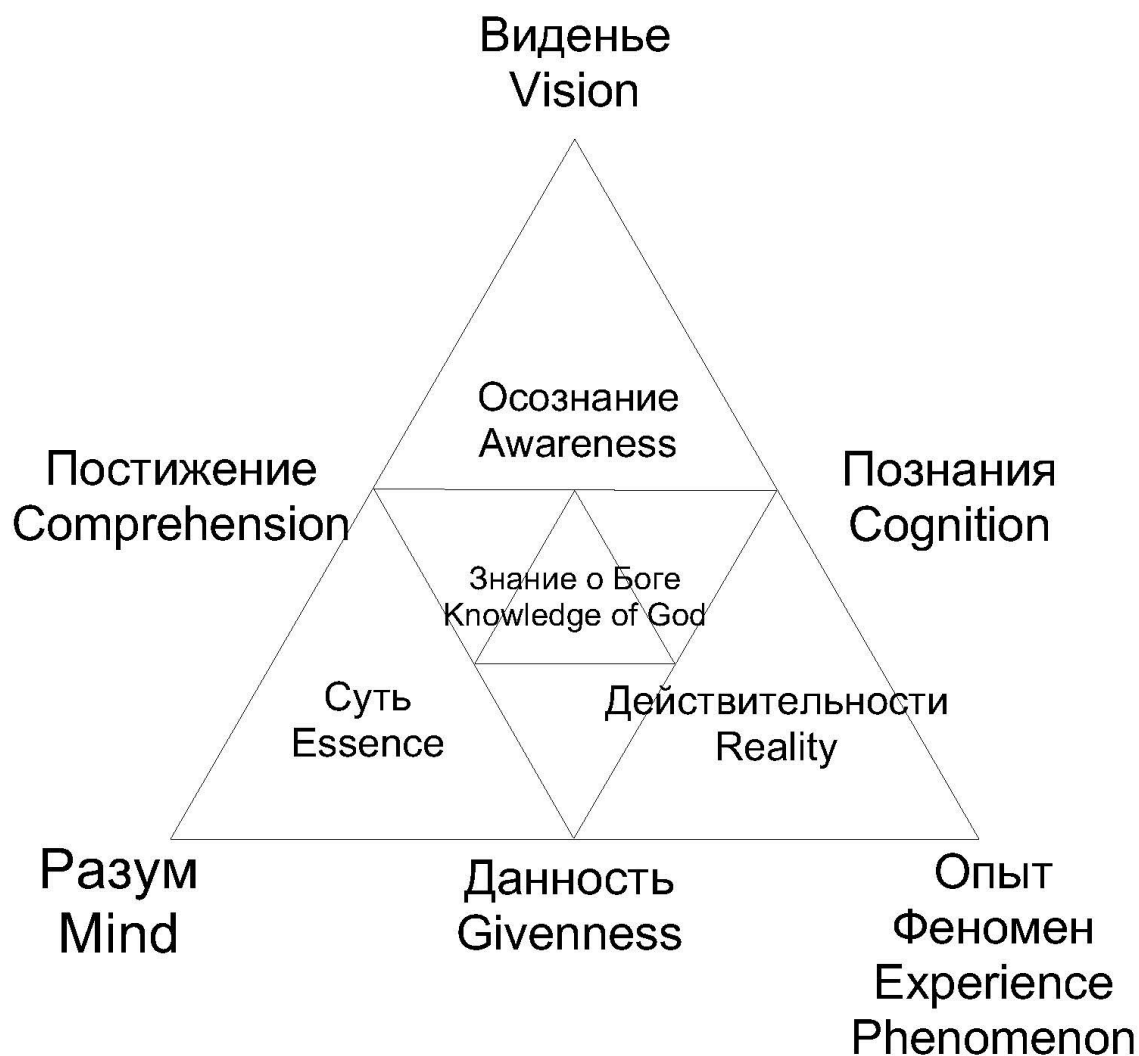 Виденье
Vision
Осознание
Awareness
Постижение
Comprehension
Познания
Cognition
Знание о Боге
Knowledge of God
Суть
Essence
Действительности
Reality
Разум
Mind
Данность
Givenness
Опыт
Феномен
Experience
Phenomenon